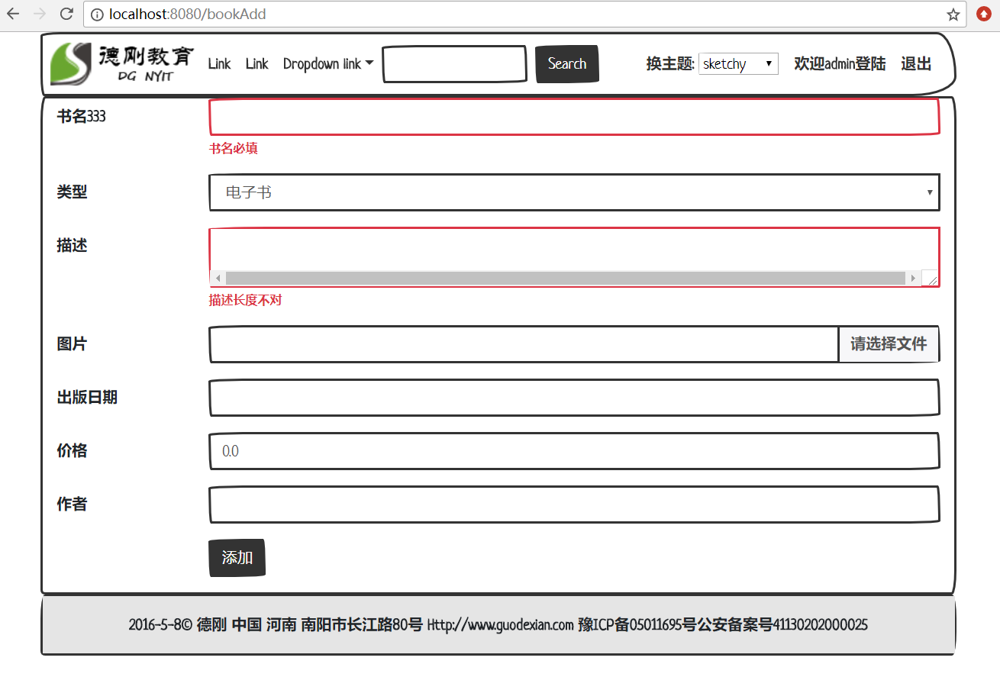 localhost:8080/bookAdd
德刚教育
DG NYIT
Link Link Dropdown link Search 换主题: sketchy 欢迎admin登陆 退出
书名333
书名必填
类型 电子书
描述
描述长度不对
图片 请选择文件
出版日期
价格 0.0
作者
添加
2016-5-8© 德刚 中国 河南 南阳市长江路80号 Http://www.guodexian.com 豫ICP备05011695号公安备案号41130202000025